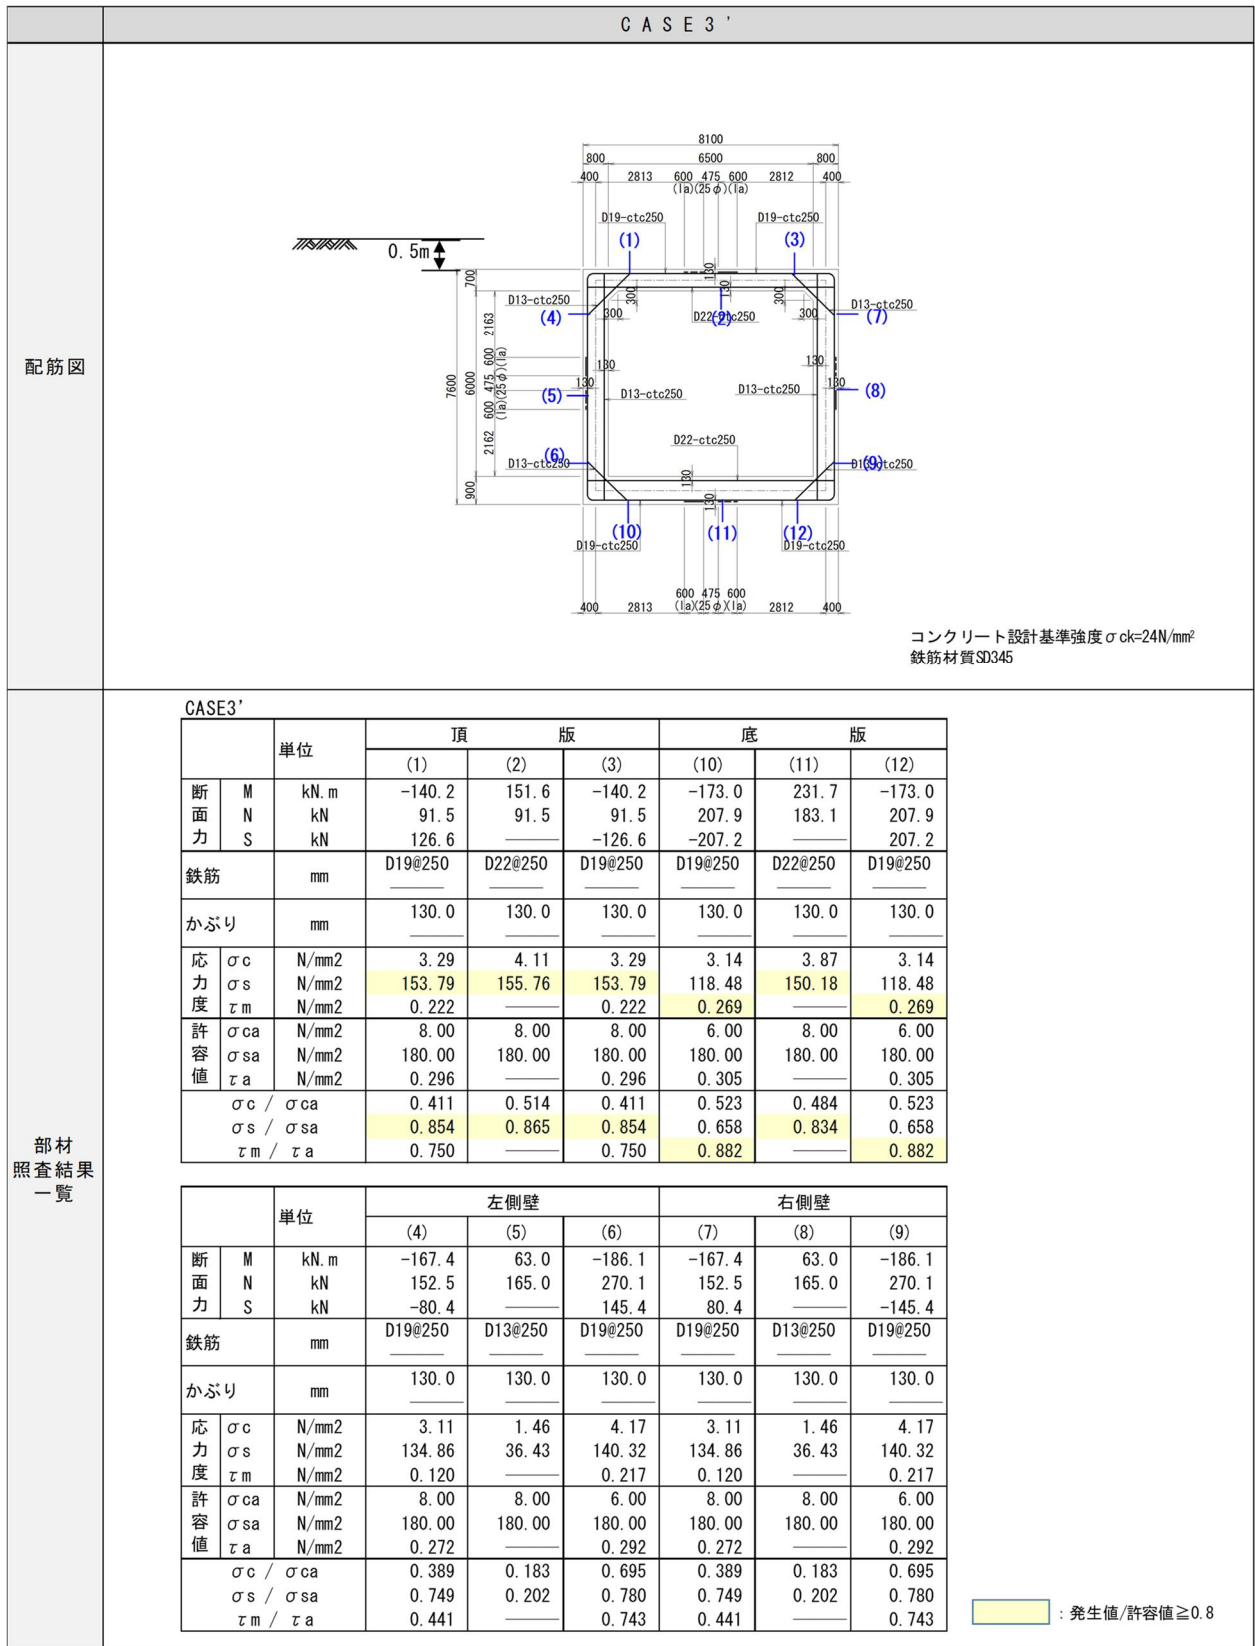 CASE3'
配筋図
8100
800 6500 800
400 2813 600 475 600 2812 400
(la)(25φ)(la)
D19-ctc250 D19-ctc250
(1) (3)
0.5m
700
130
130
300 300 300 300
D13-ctc250 D13-ctc250
(4) D22-ctc250 (2) (7)
2163
600 (la)
130 130
7600 6000 475 (25φ)
130 130
(5) D13-ctc250 D13-ctc250 (8)
600 (la)
2162
D22-ctc250
(6) (9)
D13-ctc250 D13-ctc250
900
130
130
(10) (11) (12)
D19-ctc250 D19-ctc250
600 475 600
400 2813 (la)(25φ)(la) 2812 400
コンクリート設計基準強度σck=24N/mm²
鉄筋材質SD345
部材
照査結果
一覧
CASE3'
単位 頂版 底版
(1) (2) (3) (10) (11) (12)
断面力 M kN.m -140.2 151.6 -140.2 -173.0 231.7 -173.0
N kN 91.5 91.5 91.5 207.9 183.1 207.9
S kN 126.6 —— -126.6 -207.2 —— 207.2
鉄筋 mm D19@250 D22@250 D19@250 D19@250 D22@250 D19@250
かぶり mm 130.0 130.0 130.0 130.0 130.0 130.0
応力度 σc N/mm2 3.29 4.11 3.29 3.14 3.87 3.14
σs N/mm2 153.79 155.76 153.79 118.48 150.18 118.48
τm N/mm2 0.222 —— 0.222 0.269 —— 0.269
許容値 σca N/mm2 8.00 8.00 8.00 6.00 8.00 6.00
σsa N/mm2 180.00 180.00 180.00 180.00 180.00 180.00
τa N/mm2 0.296 —— 0.296 0.305 —— 0.305
σc / σca 0.411 0.514 0.411 0.523 0.484 0.523
σs / σsa 0.854 0.865 0.854 0.658 0.834 0.658
τm / τa 0.750 —— 0.750 0.882 —— 0.882
単位 左側壁 右側壁
(4) (5) (6) (7) (8) (9)
断面力 M kN.m -167.4 63.0 -186.1 -167.4 63.0 -186.1
N kN 152.5 165.0 270.1 152.5 165.0 270.1
S kN -80.4 —— 145.4 80.4 —— -145.4
鉄筋 mm D19@250 D13@250 D19@250 D19@250 D13@250 D19@250
かぶり mm 130.0 130.0 130.0 130.0 130.0 130.0
応力度 σc N/mm2 3.11 1.46 4.17 3.11 1.46 4.17
σs N/mm2 134.86 36.43 140.32 134.86 36.43 140.32
τm N/mm2 0.120 —— 0.217 0.120 —— 0.217
許容値 σca N/mm2 8.00 8.00 6.00 8.00 8.00 6.00
σsa N/mm2 180.00 180.00 180.00 180.00 180.00 180.00
τa N/mm2 0.272 —— 0.292 0.272 —— 0.292
σc / σca 0.389 0.183 0.695 0.389 0.183 0.695
σs / σsa 0.749 0.202 0.780 0.749 0.202 0.780
τm / τa 0.441 —— 0.743 0.441 —— 0.743
: 発生値/許容値≧0.8